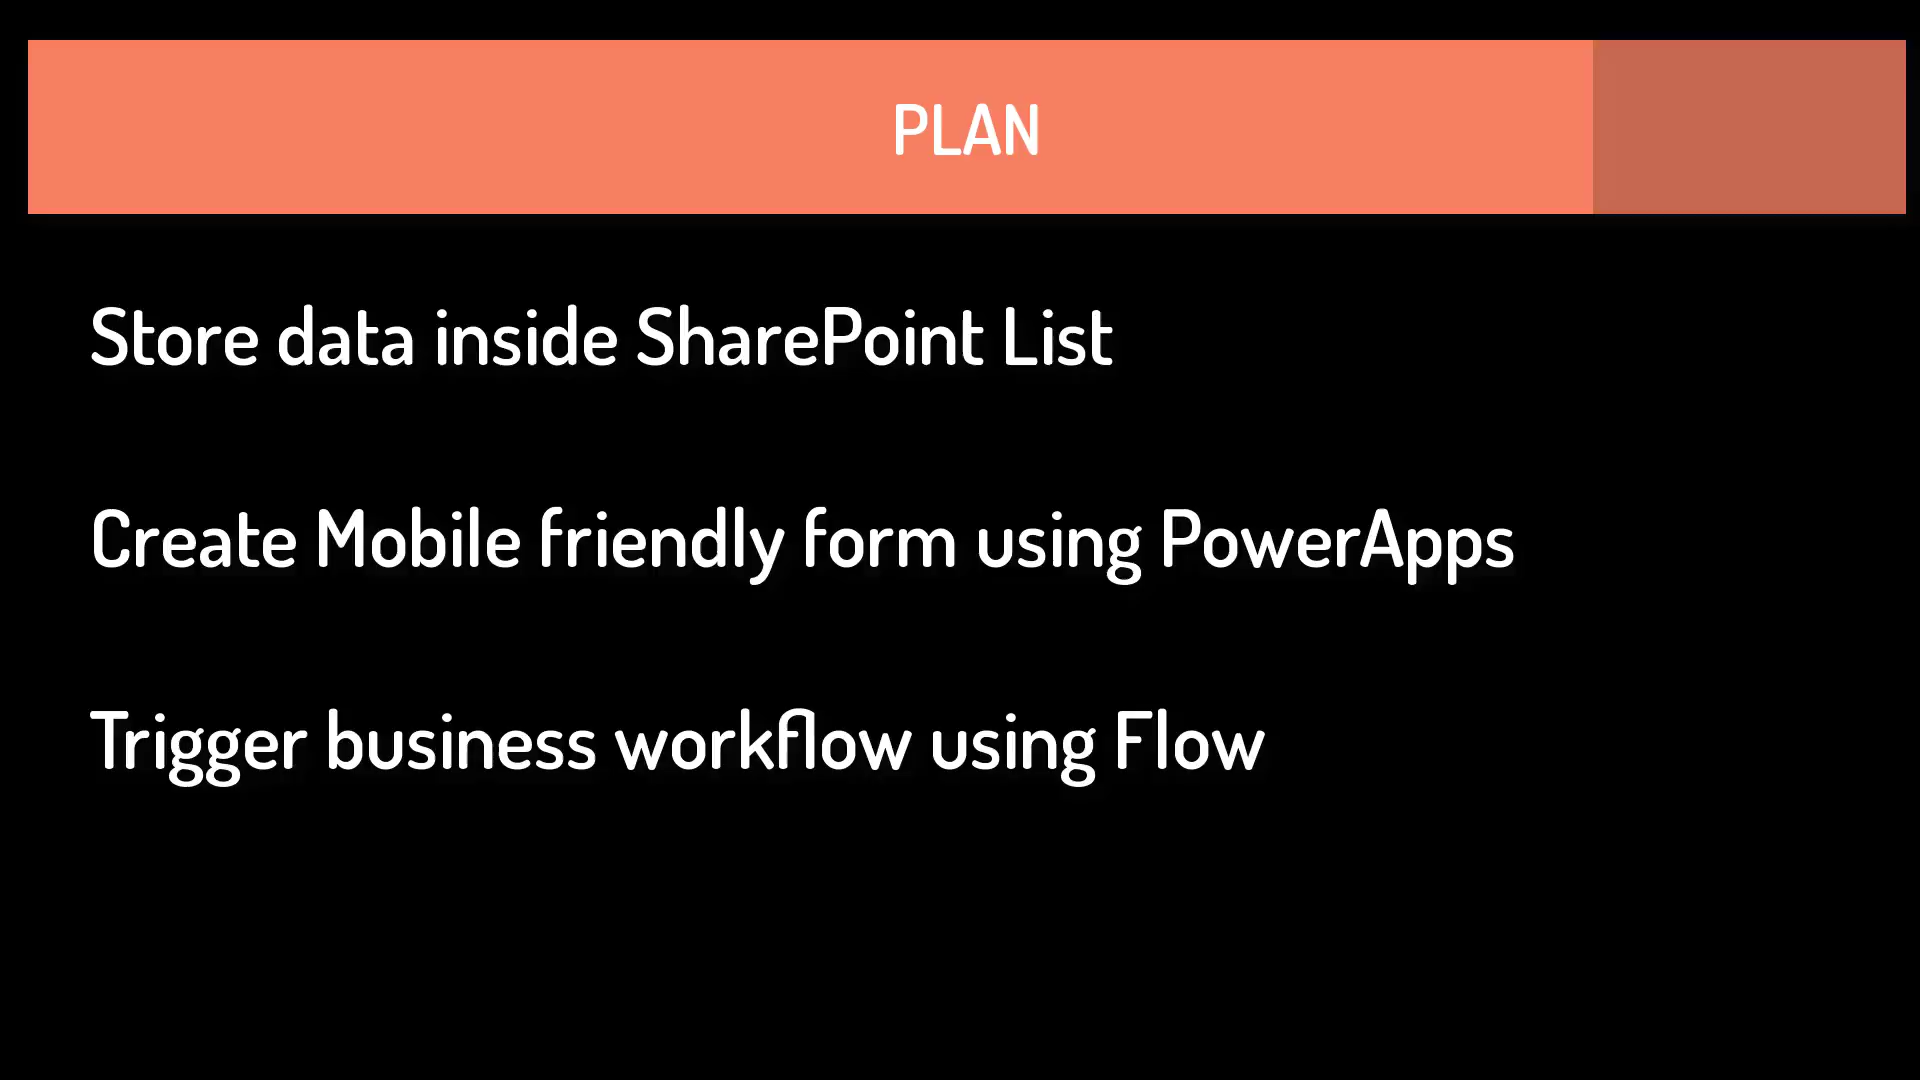 PLAN
Store data inside SharePoint List
Create Mobile friendly form using PowerApps
Trigger business workflow using Flow